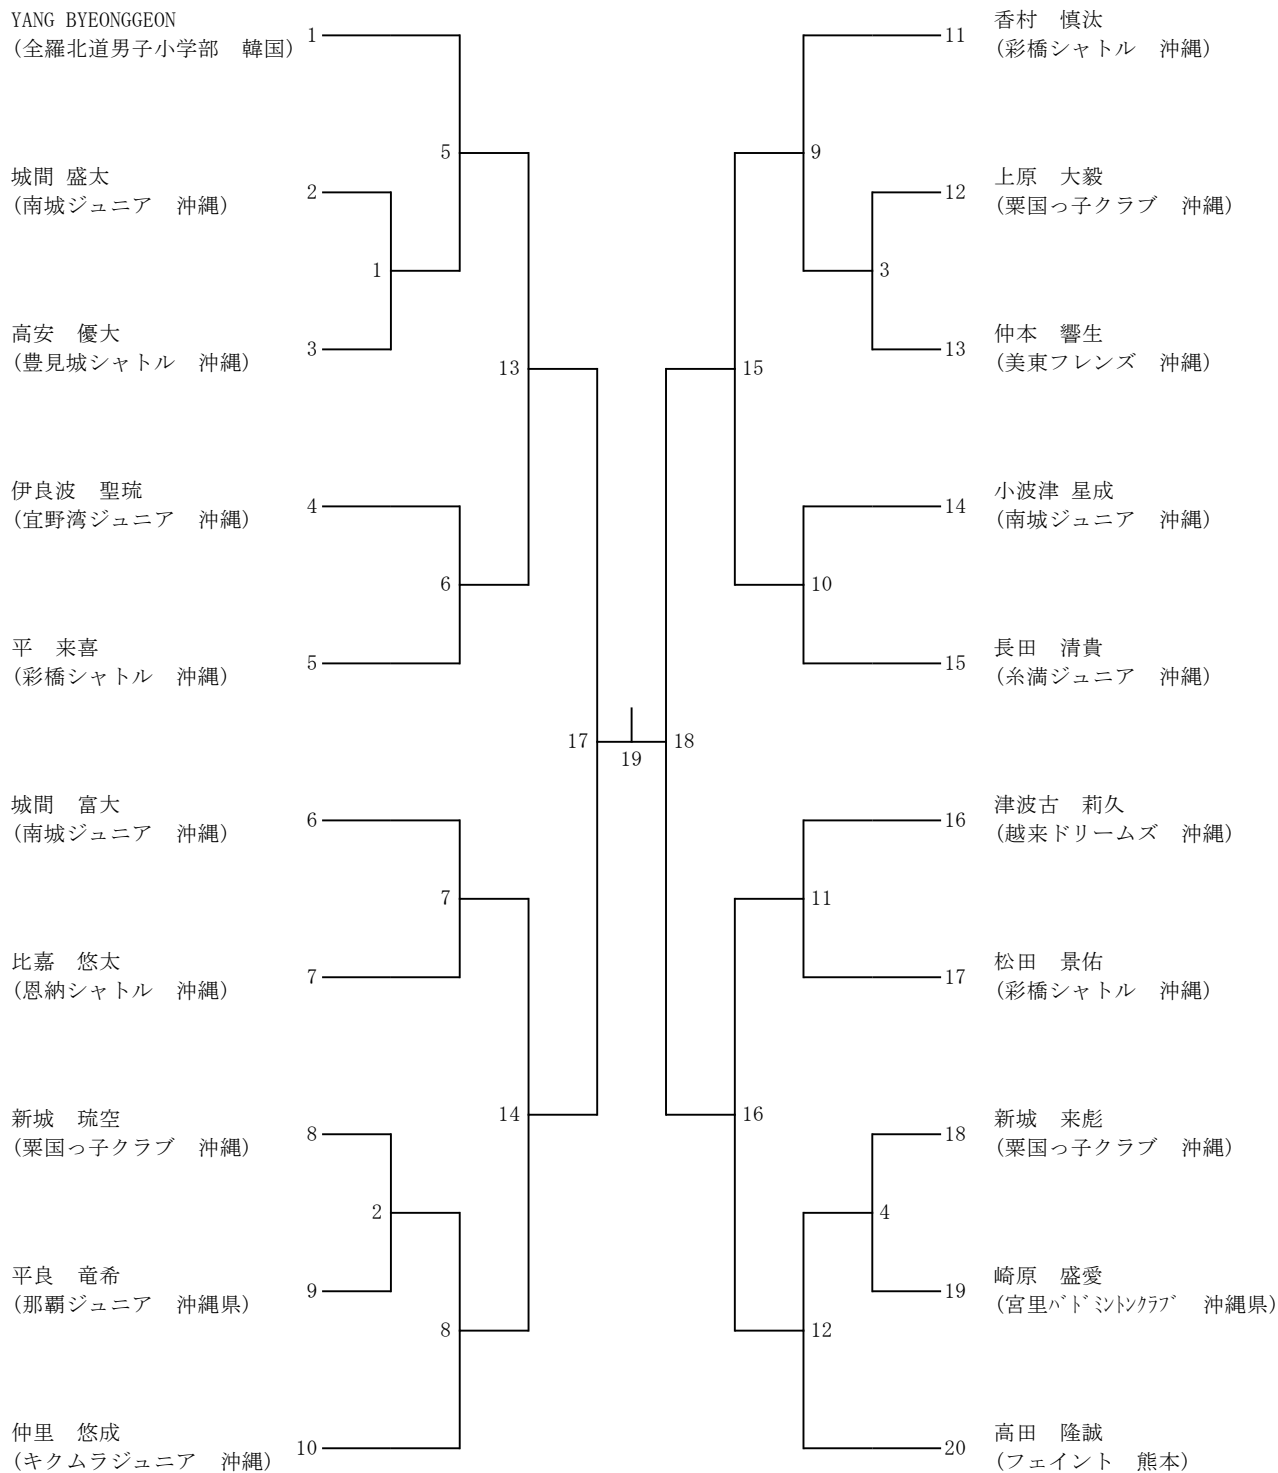 YANG BYEONGGEON
(全羅北道男子小学部　韓国)
1
城間 盛太
(南城ジュニア　沖縄)
2
高安　優大
(豊見城シャトル　沖縄)
3
伊良波　聖琉
(宜野湾ジュニア　沖縄)
4
平　来喜
(彩橋シャトル　沖縄)
5
城間　富大
(南城ジュニア　沖縄)
6
比嘉　悠太
(恩納シャトル　沖縄)
7
新城　琉空
(粟国っ子クラブ　沖縄)
8
平良　竜希
(那覇ジュニア　沖縄県)
9
仲里　悠成
(キクムラジュニア　沖縄)
10
1
2
5
6
7
8
13
14
17
19
18
15
16
9
10
11
12
3
4
11
香村　慎汰
(彩橋シャトル　沖縄)
12
上原　大毅
(粟国っ子クラブ　沖縄)
13
仲本　響生
(美東フレンズ　沖縄)
14
小波津 星成
(南城ジュニア　沖縄)
15
長田　清貴
(糸満ジュニア　沖縄)
16
津波古　莉久
(越来ドリームズ　沖縄)
17
松田　景佑
(彩橋シャトル　沖縄)
18
新城　来彪
(粟国っ子クラブ　沖縄)
19
崎原　盛愛
(宮里ﾊﾞﾄﾞﾐﾝﾄﾝｸﾗﾌﾞ　沖縄県)
20
高田　隆誠
(フェイント　熊本)